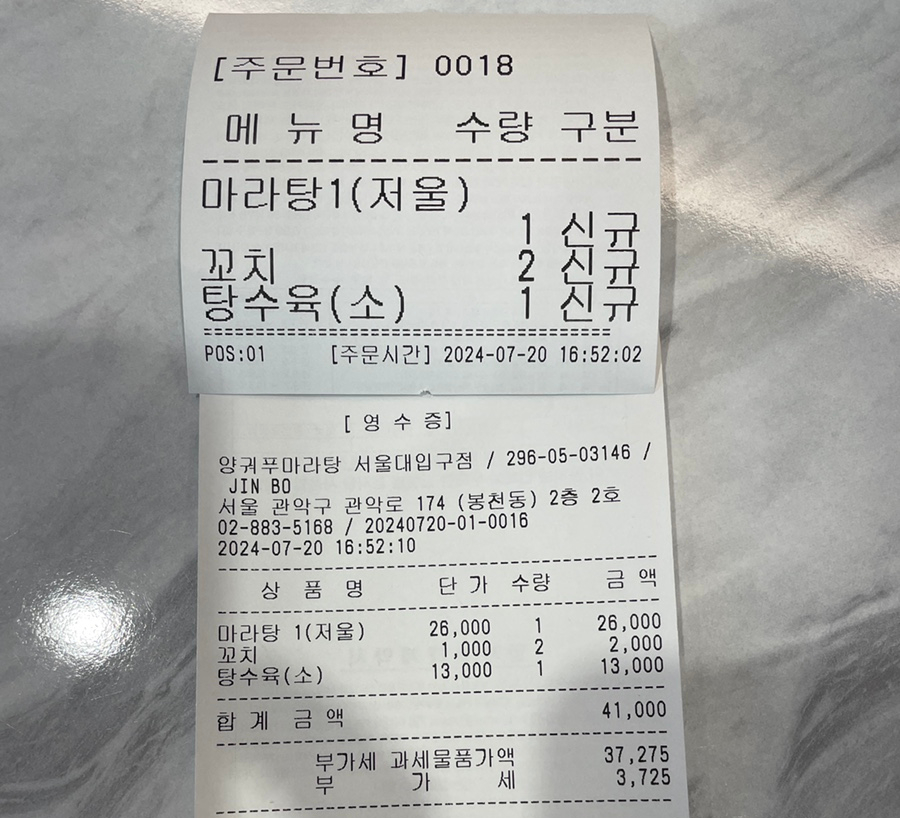 [주문번호] 0018
메 뉴 명 수량 구분
마라탕1(저울)
1 신규
꼬치 2 신규
탕수육(소) 1 신규
POS:01 [주문시간] 2024-07-20 16:52:02
[ 영 수 증]
양궈푸마라탕 서울대입구점 / 296-05-03146 /
JIN BO
서울 관악구 관악로 174 (봉천동) 2층 2호
02-883-5168 / 20240720-01-0016
2024-07-20 16:52:10
상 품 명 단 가 수량 금 액
마라탕 1(저울) 26,000 1 26,000
꼬치 1,000 2 2,000
탕수육(소) 13,000 1 13,000
합 계 금 액 41,000
부가세 과세물품가액 37,275
부 가 세 3,725